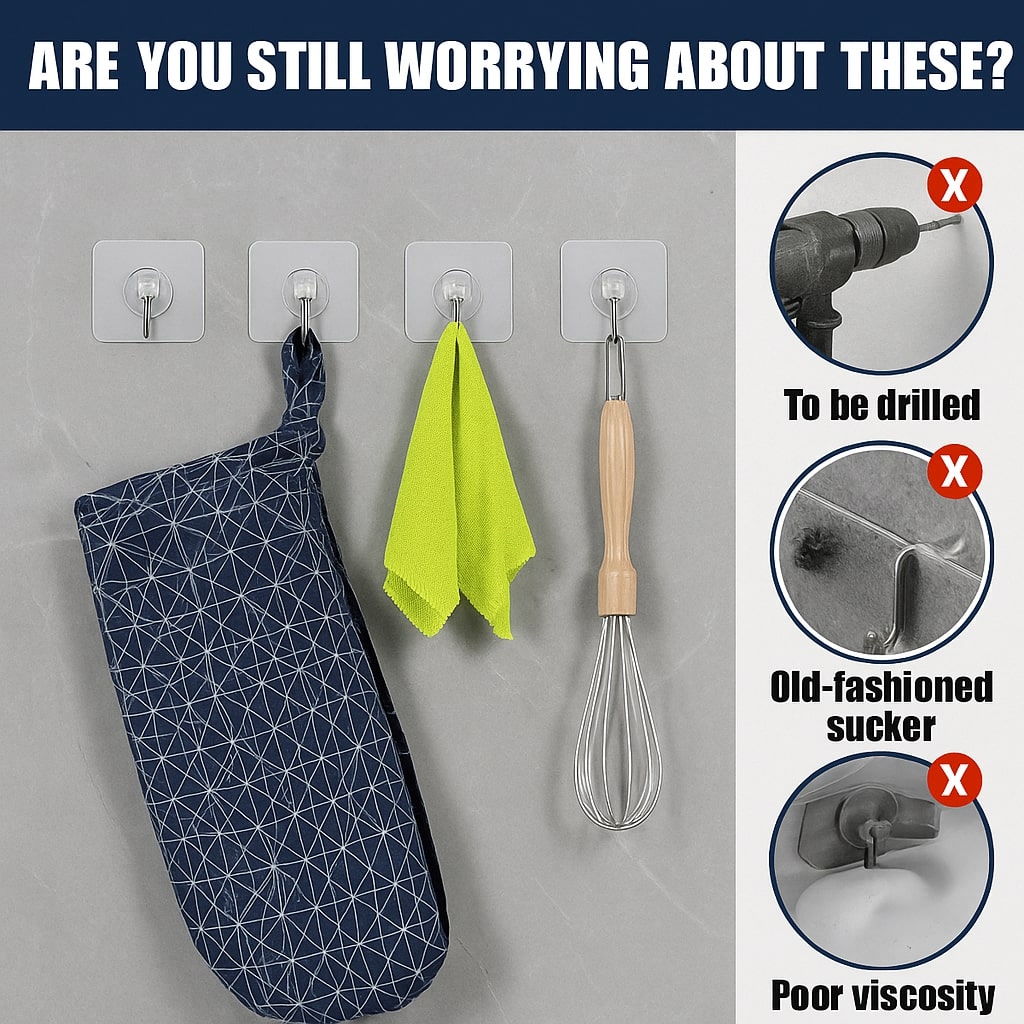 ARE YOU STILL WORRYING ABOUT THESE?
X
To be drilled
X
Old-fashioned
sucker
X
Poor viscosity